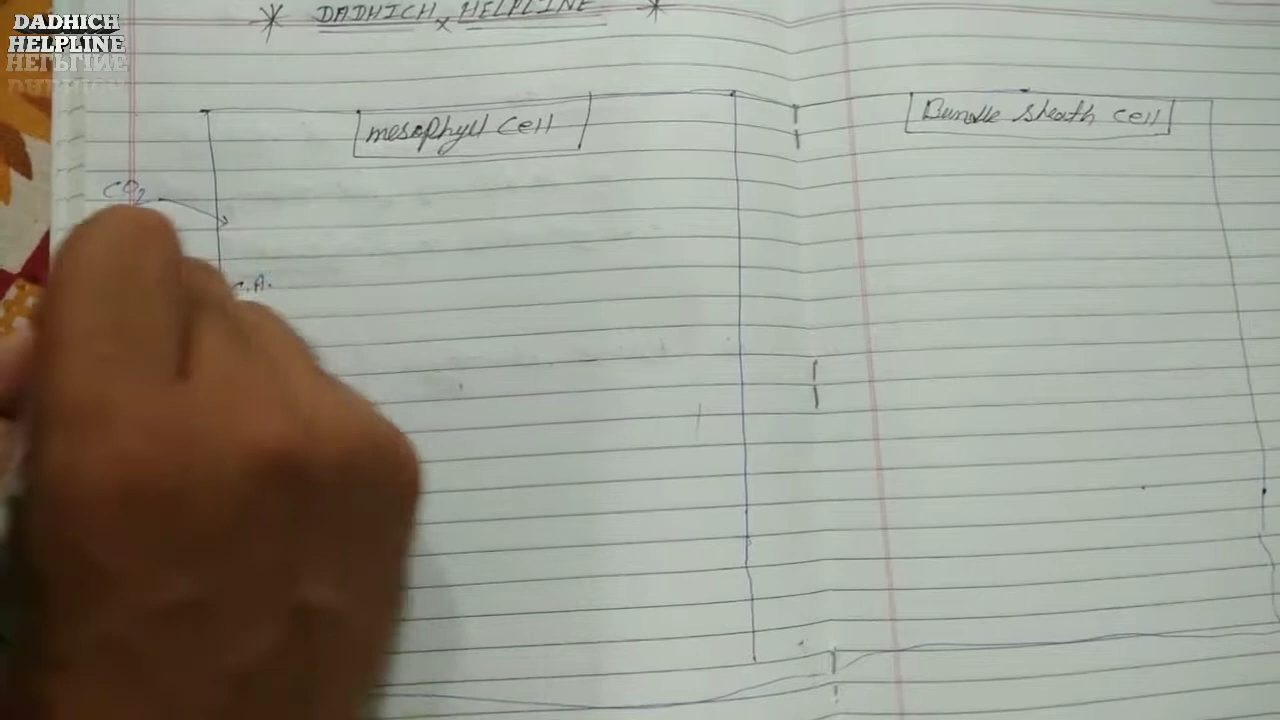 DADHICH
HELPLINE
* DADHICH x HELPLINE *
mesophyll cell
Bundle sheath cell
CO2
C.A.